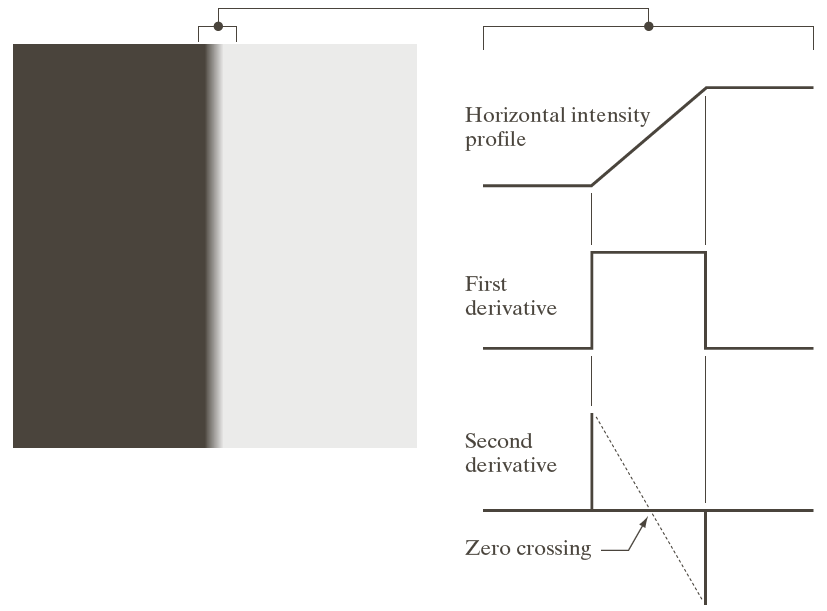 Horizontal intensity
profile
First
derivative
Second
derivative
Zero crossing